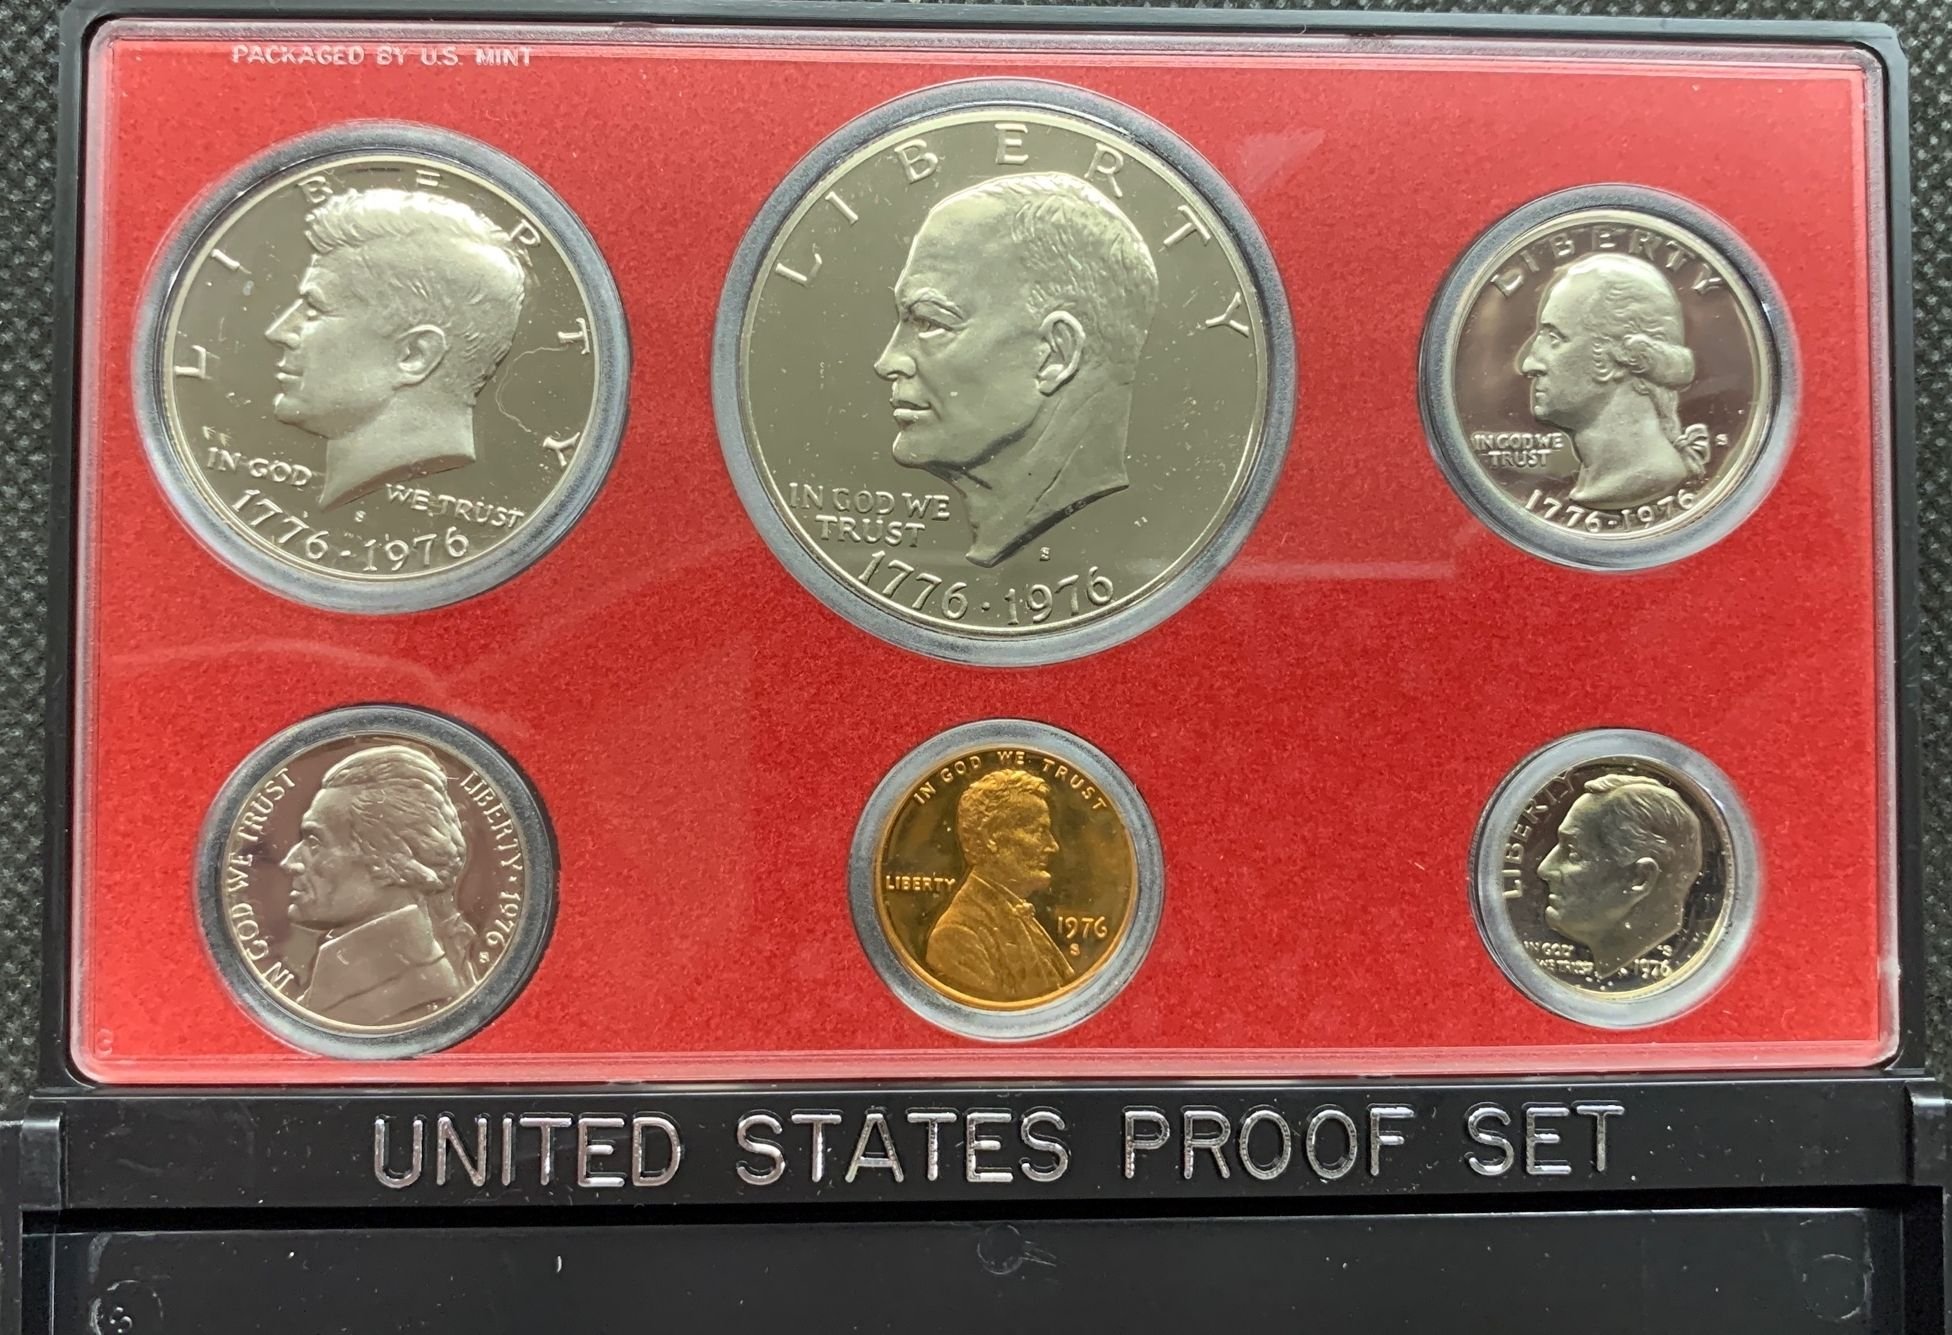 PACKAGED BY U.S. MINT
LIBERTY
IN GOD WE TRUST
S
1776·1976
LIBERTY
IN GOD WE
TRUST
S
1776·1976
LIBERTY
IN GOD WE
TRUST
S
1776-1976
IN GOD WE TRUST
LIBERTY·1976
S
IN GOD WE TRUST
LIBERTY
1976
S
LIBERTY
IN GOD
WE TRUST
S
1976
UNITED STATES PROOF SET